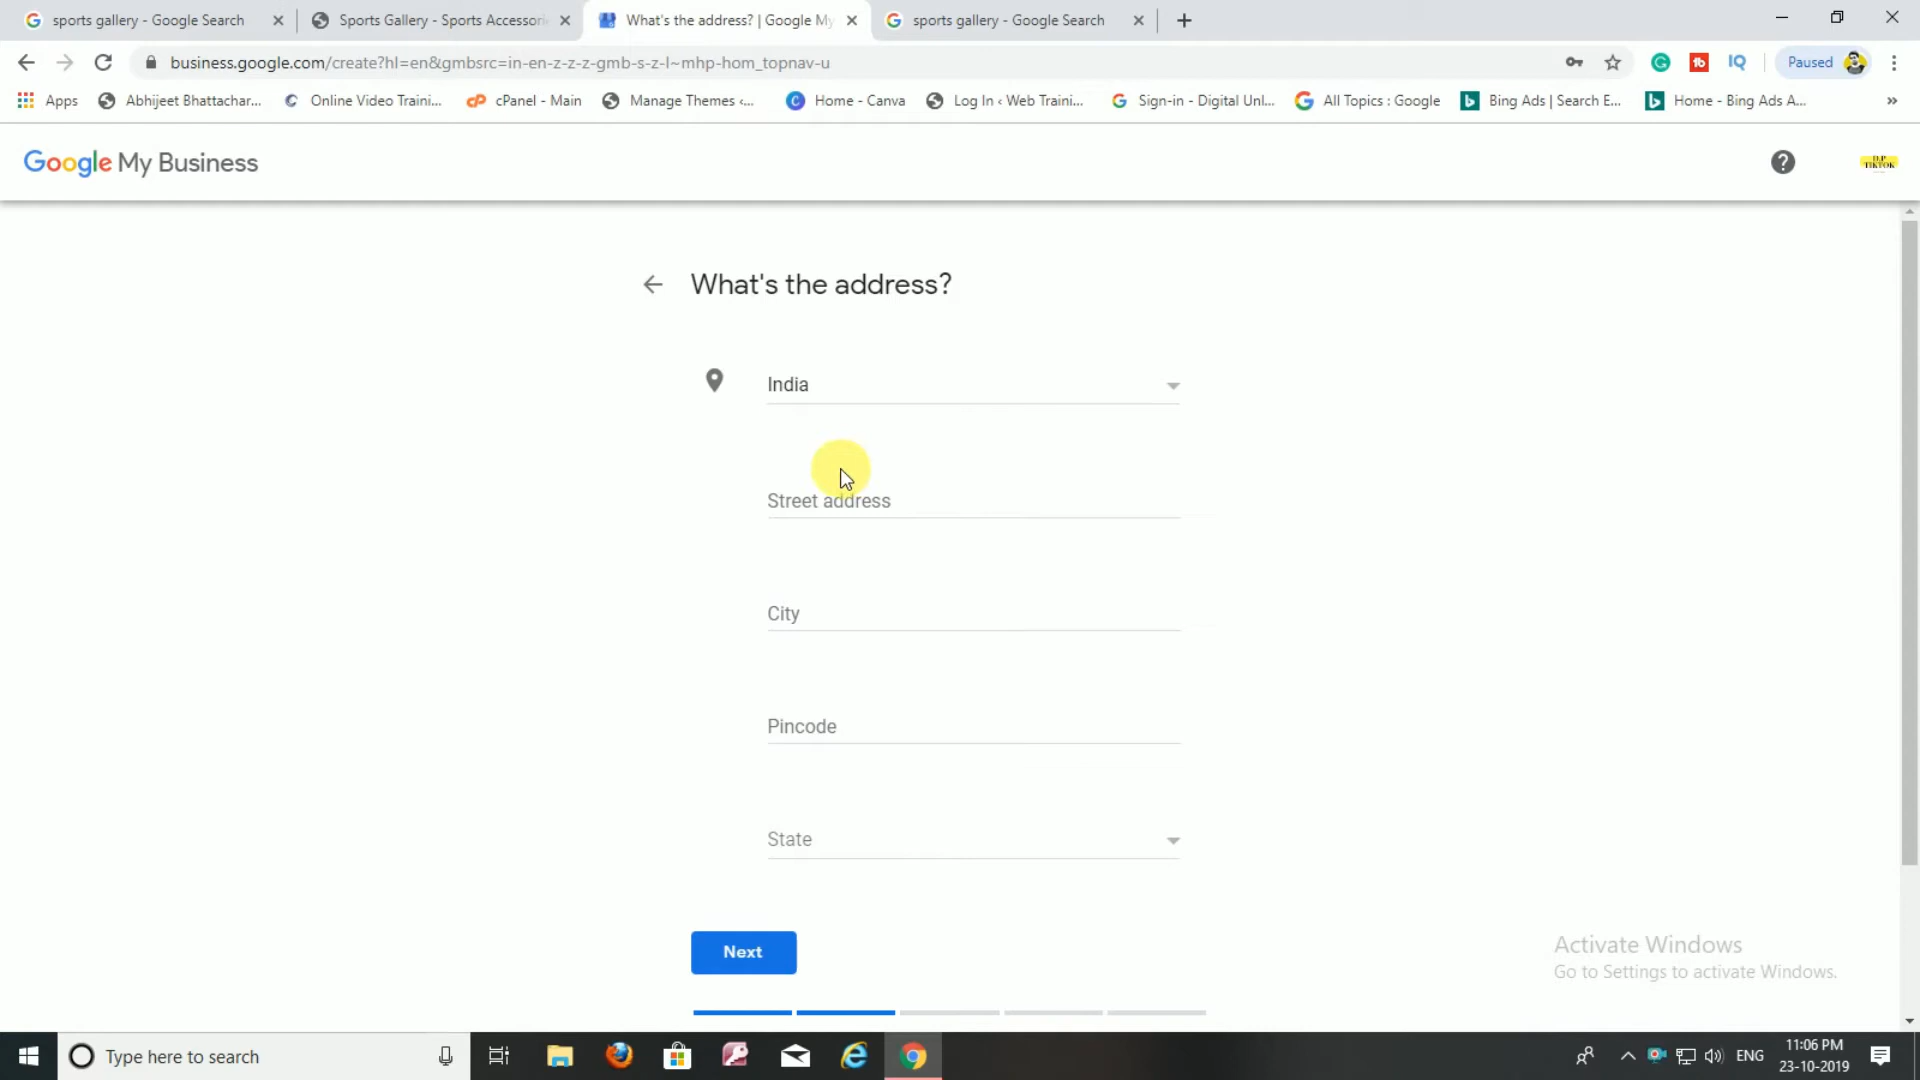 sports gallery - Google Search
Sports Gallery - Sports Accessori
What's the address? | Google My
sports gallery - Google Search
business.google.com/create?hl=en&gmbsrc=in-en-z-z-z-gmb-s-z-l~mhp-hom_topnav-u
Paused
Apps
Abhijeet Bhattachar...
Online Video Traini...
cPanel - Main
Manage Themes ‹...
Home - Canva
Log In ‹ Web Traini...
Sign-in - Digital Unl...
All Topics : Google
Bing Ads | Search E...
Home - Bing Ads A...
»
Google My Business
D.P
TIKTOK
What's the address?
India
Street address
City
Pincode
State
Next
Activate Windows
Go to Settings to activate Windows.
Type here to search
ENG
11:06 PM
23-10-2019